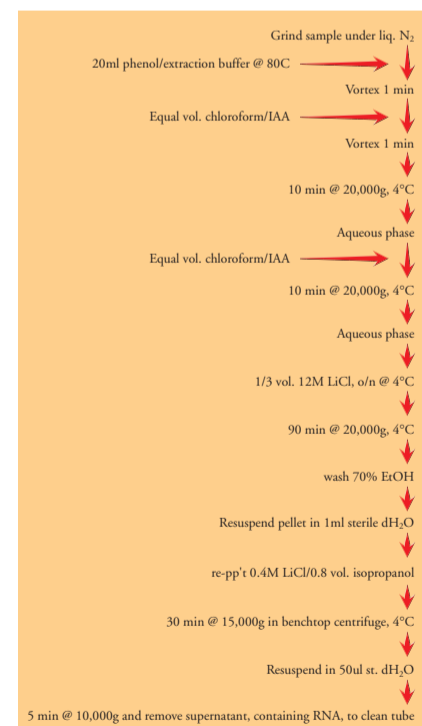 Grind sample under liq. N₂
20ml phenol/extraction buffer @ 80C
Vortex 1 min
Equal vol. chloroform/IAA
Vortex 1 min
10 min @ 20,000g, 4°C
Aqueous phase
Equal vol. chloroform/IAA
10 min @ 20,000g, 4°C
Aqueous phase
1/3 vol. 12M LiCl, o/n @ 4°C
90 min @ 20,000g, 4°C
wash 70% EtOH
Resuspend pellet in 1ml sterile dH₂O
re-pp't 0.4M LiCl/0.8 vol. isopropanol
30 min @ 15,000g in benchtop centrifuge, 4°C
Resuspend in 50ul st. dH₂O
5 min @ 10,000g and remove supernatant, containing RNA, to clean tube